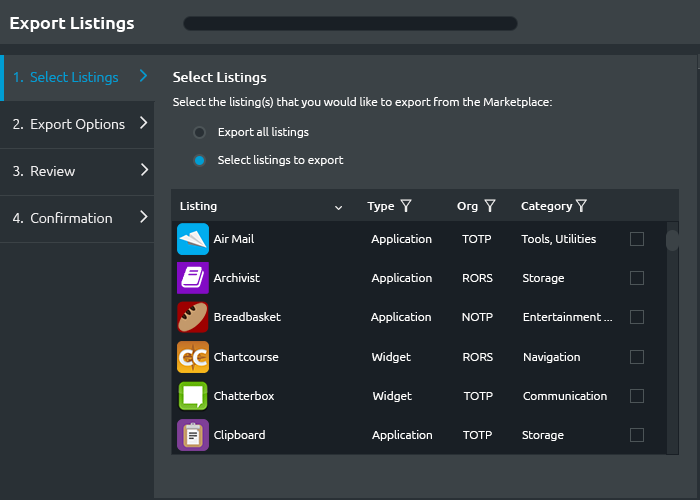 Export Listings
1. Select Listings
2. Export Options
3. Review
4. Confirmation
Select Listings
Select the listing(s) that you would like to export from the Marketplace:
Export all listings
Select listings to export
Listing Type Org Category
Air Mail Application TOTP Tools, Utilities
Archivist Application RORS Storage
Breadbasket Application NOTP Entertainment ...
Chartcourse Widget RORS Navigation
Chatterbox Widget TOTP Communication
Clipboard Application TOTP Storage